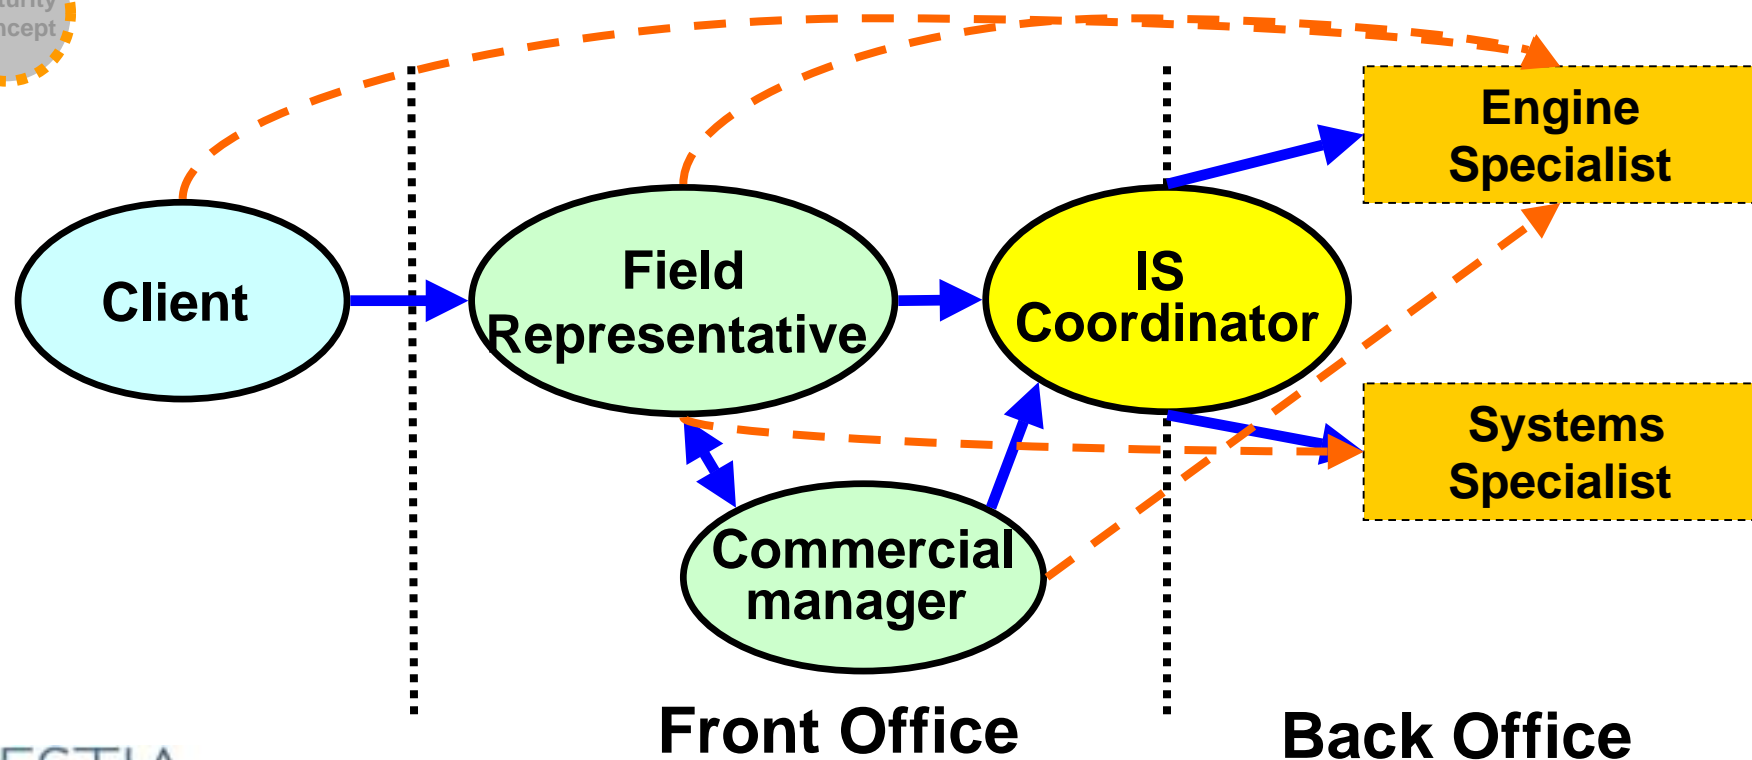 Engine
Specialist
Client
Field
Representative
IS
Coordinator
Systems
Specialist
Commercial
manager
Front Office
Back Office